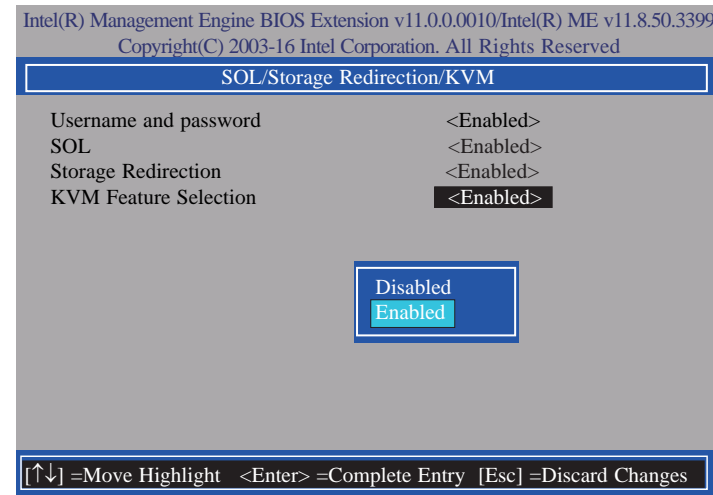 Intel(R) Management Engine BIOS Extension v11.0.0.0010/Intel(R) ME v11.8.50.3399
Copyright(C) 2003-16 Intel Corporation. All Rights Reserved
SOL/Storage Redirection/KVM
Username and password <Enabled>
SOL <Enabled>
Storage Redirection <Enabled>
KVM Feature Selection <Enabled>
Disabled
Enabled
[↑↓] =Move Highlight <Enter> =Complete Entry [Esc] =Discard Changes